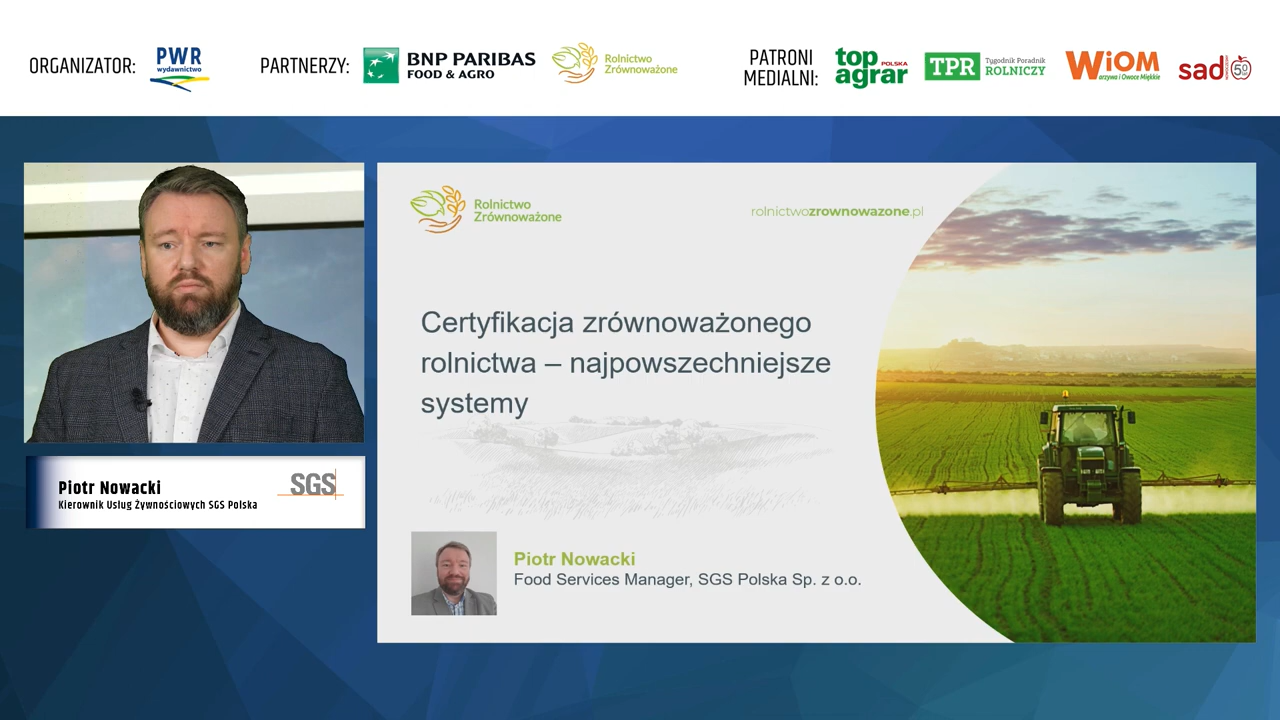 ORGANIZATOR:
PWR
wydawnictwo
PARTNERZY:
BNP PARIBAS
FOOD & AGRO
Rolnictwo
Zrównoważone
PATRONI
MEDIALNI:
top
agrar
POLSKA
TPR
Tygodnik Poradnik
ROLNICZY
WiOM
arzywa i Owoce Miękkie
sad
Rolnictwo
Zrównoważone
rolnictwozrownowazone.pl
Certyfikacja zrównoważonego
rolnictwa – najpowszechniejsze
systemy
Piotr Nowacki
Food Services Manager, SGS Polska Sp. z o.o.
Piotr Nowacki
Kierownik Usług Żywnościowych SGS Polska
SGS